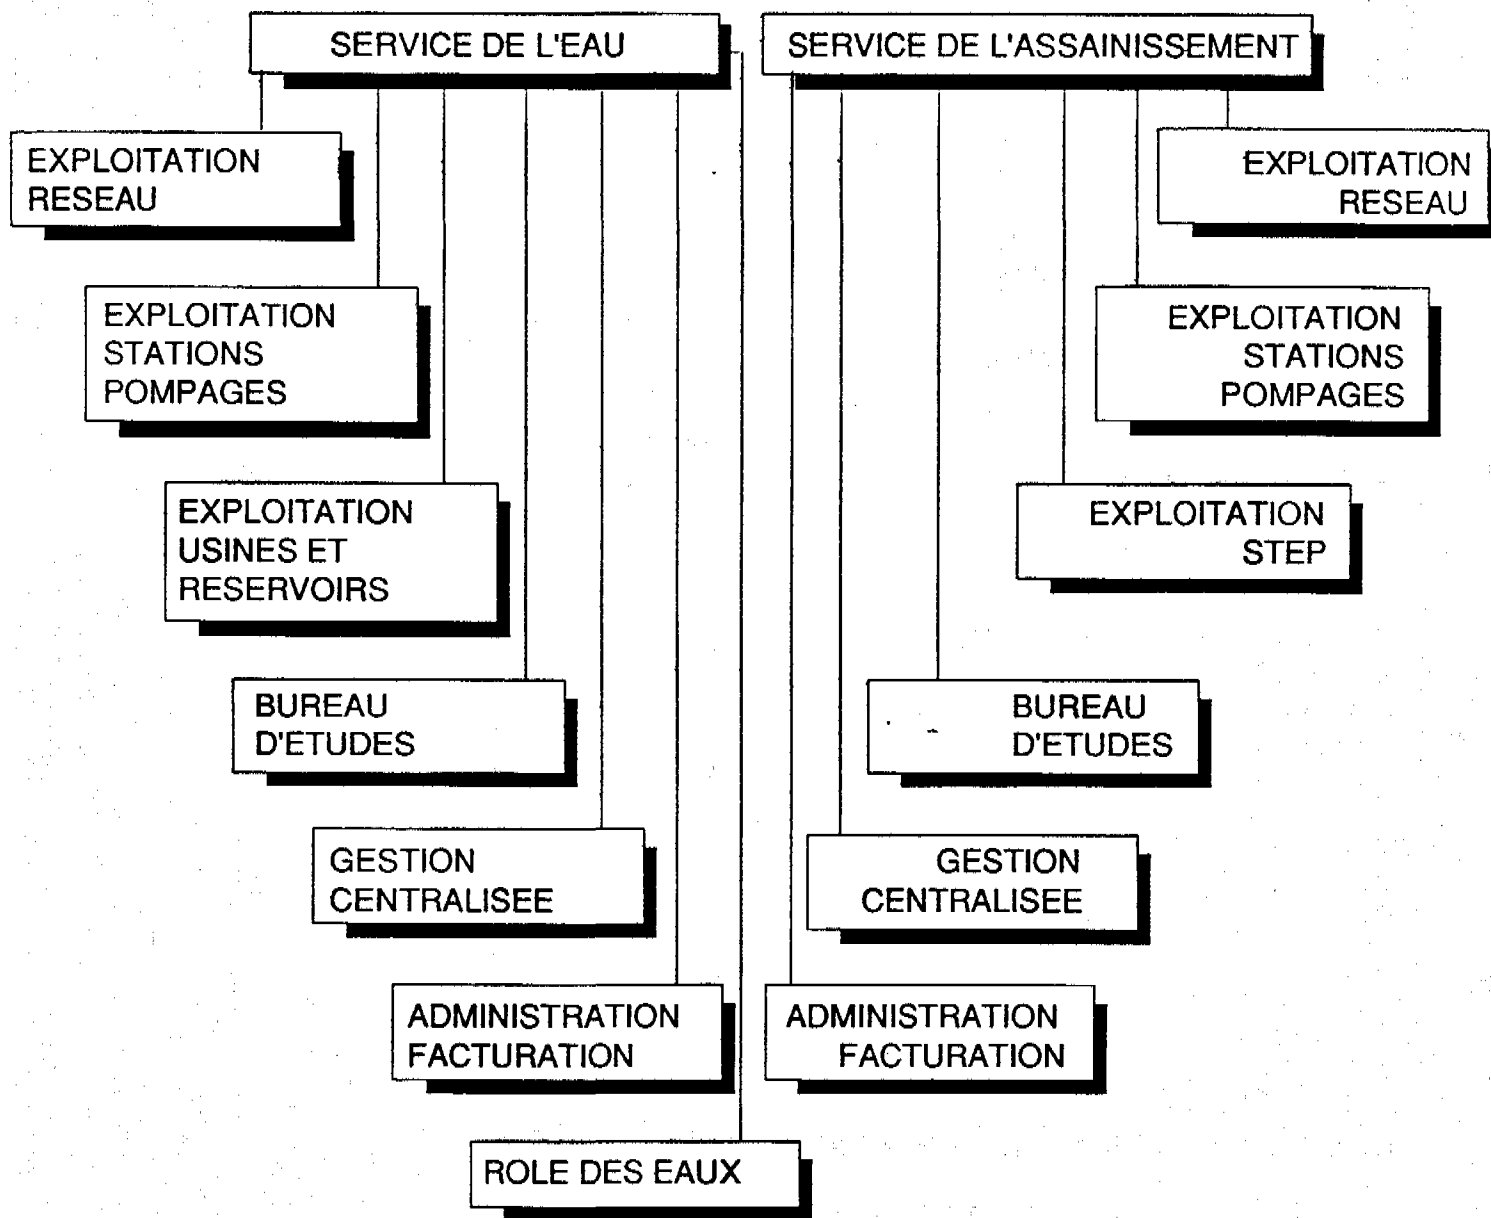 SERVICE DE L'EAU
SERVICE DE L'ASSAINISSEMENT
EXPLOITATION
RESEAU
EXPLOITATION
RESEAU
EXPLOITATION
STATIONS
POMPAGES
EXPLOITATION
STATIONS
POMPAGES
EXPLOITATION
USINES ET
RESERVOIRS
EXPLOITATION
STEP
BUREAU
D'ETUDES
BUREAU
D'ETUDES
GESTION
CENTRALISEE
GESTION
CENTRALISEE
ADMINISTRATION
FACTURATION
ADMINISTRATION
FACTURATION
ROLE DES EAUX